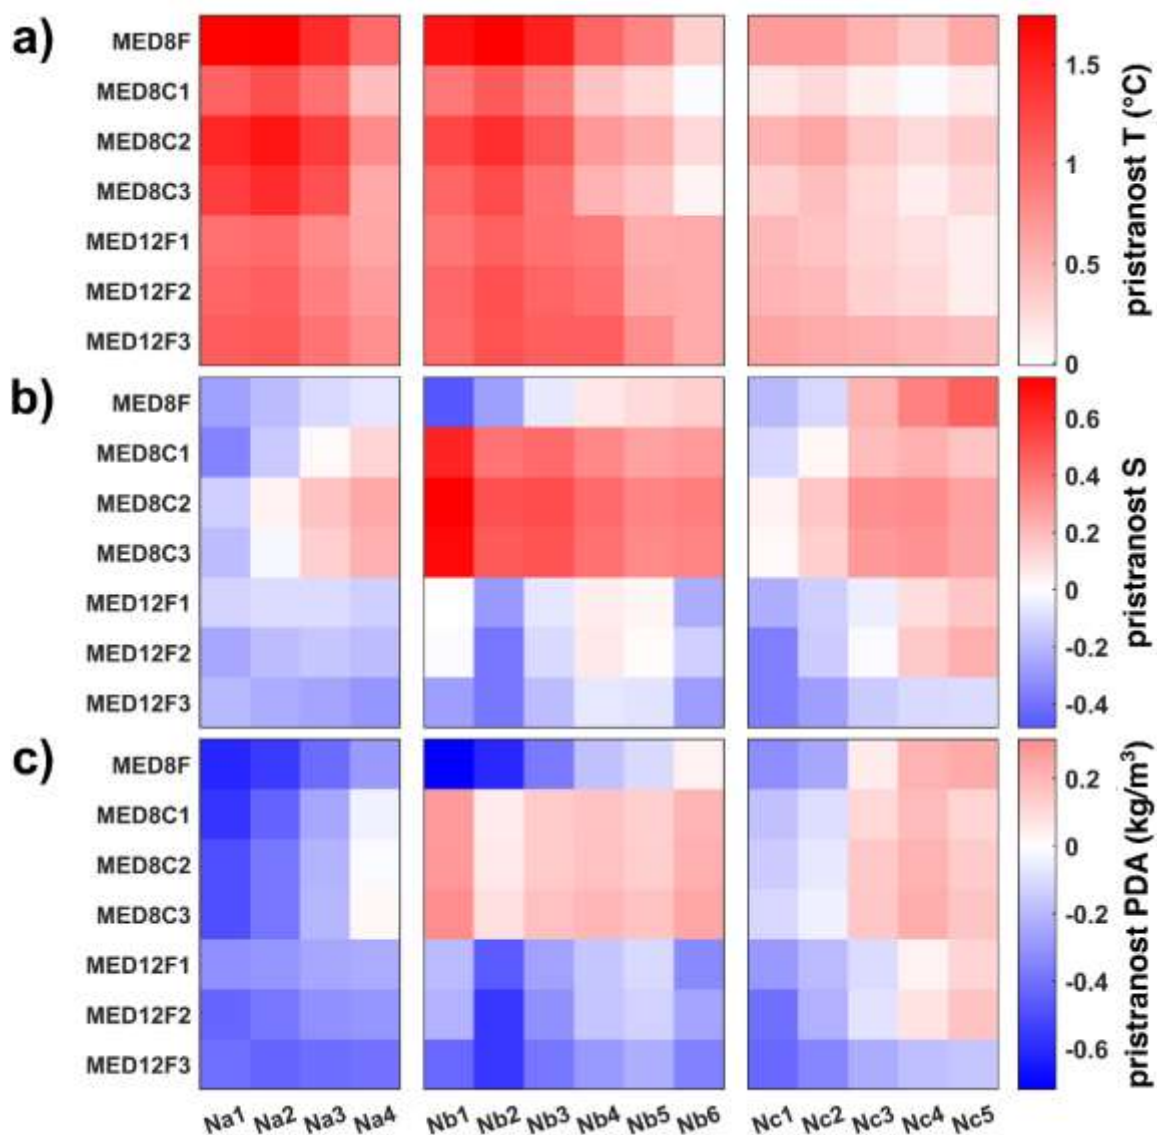 a)
MED8F
MED8C1
MED8C2
MED8C3
MED12F1
MED12F2
MED12F3
1.5
1
0.5
0
pristranost T (°C)
b)
MED8F
MED8C1
MED8C2
MED8C3
MED12F1
MED12F2
MED12F3
0.6
0.4
0.2
0
-0.2
-0.4
pristranost S
c)
MED8F
MED8C1
MED8C2
MED8C3
MED12F1
MED12F2
MED12F3
0.2
0
-0.2
-0.4
-0.6
pristranost PDA (kg/m³)
Na1 Na2 Na3 Na4 Nb1 Nb2 Nb3 Nb4 Nb5 Nb6 Nc1 Nc2 Nc3 Nc4 Nc5